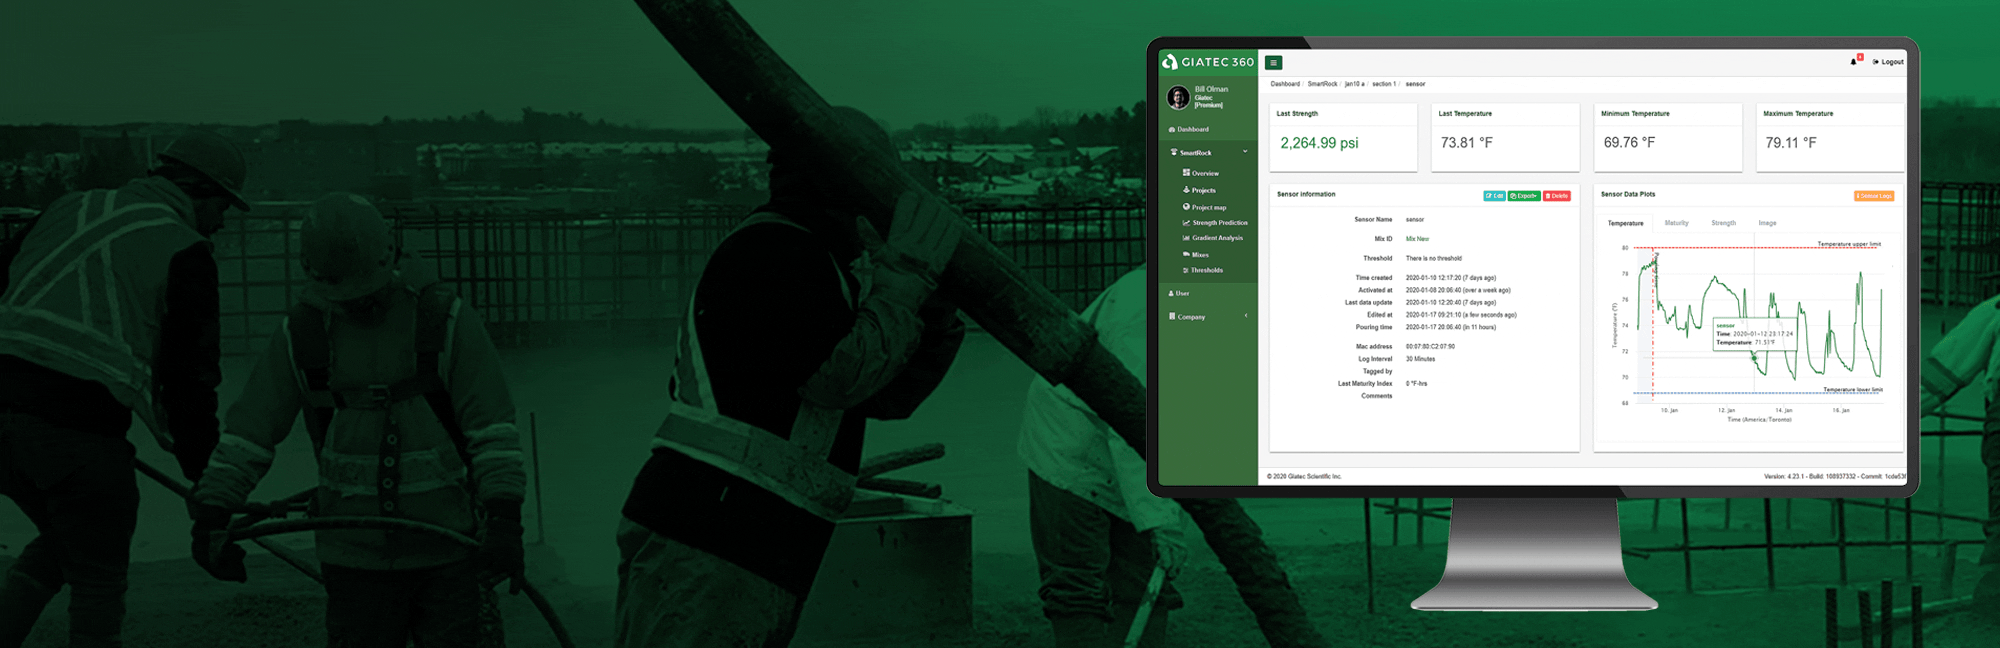 GIATEC 360
Logout
Bill Olman
Giatec
[Premium]
Dashboard
SmartRock
Overview
Projects
Project map
Strength Prediction
Gradient Analysis
Mixes
Thresholds
User
Company
Dashboard / SmartRock / jan10 a / section 1 / sensor
Last Strength
2,264.99 psi
Last Temperature
73.81 °F
Minimum Temperature
69.76 °F
Maximum Temperature
79.11 °F
Sensor information
Edit
Export
Delete
Sensor Name sensor
Mix ID Mix New
Threshold There is no threshold
Time created 2020-01-10 12:17:20 (7 days ago)
Activated at 2020-01-08 20:06:40 (over a week ago)
Last data update 2020-01-10 12:20:40 (7 days ago)
Edited at 2020-01-17 09:21:10 (a few seconds ago)
Pouring time 2020-01-17 20:06:40 (in 11 hours)
Mac address 00:07:80:C2:07:90
Log Interval 30 Minutes
Tagged by
Last Maturity Index 0 °F-hrs
Comments
Sensor Data Plots
Sensor Logs
Temperature Maturity Strength Image
Temperature upper limit
80
78
76
74
72
70
68
Temperature (°F)
sensor
Time: 2020-01-12 23:17:24
Temperature: 71.51°F
Temperature lower limit
10. Jan 12. Jan 14. Jan 16. Jan
Time (America/Toronto)
© 2020 Giatec Scientific Inc.
Version: 4.23.1 - Build: 108937332 - Commit: 1cde53